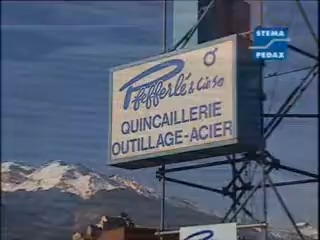 STEMA
PEDAX
Pfefferlé & Cie SA
QUINCAILLERIE
OUTILLAGE-ACIER